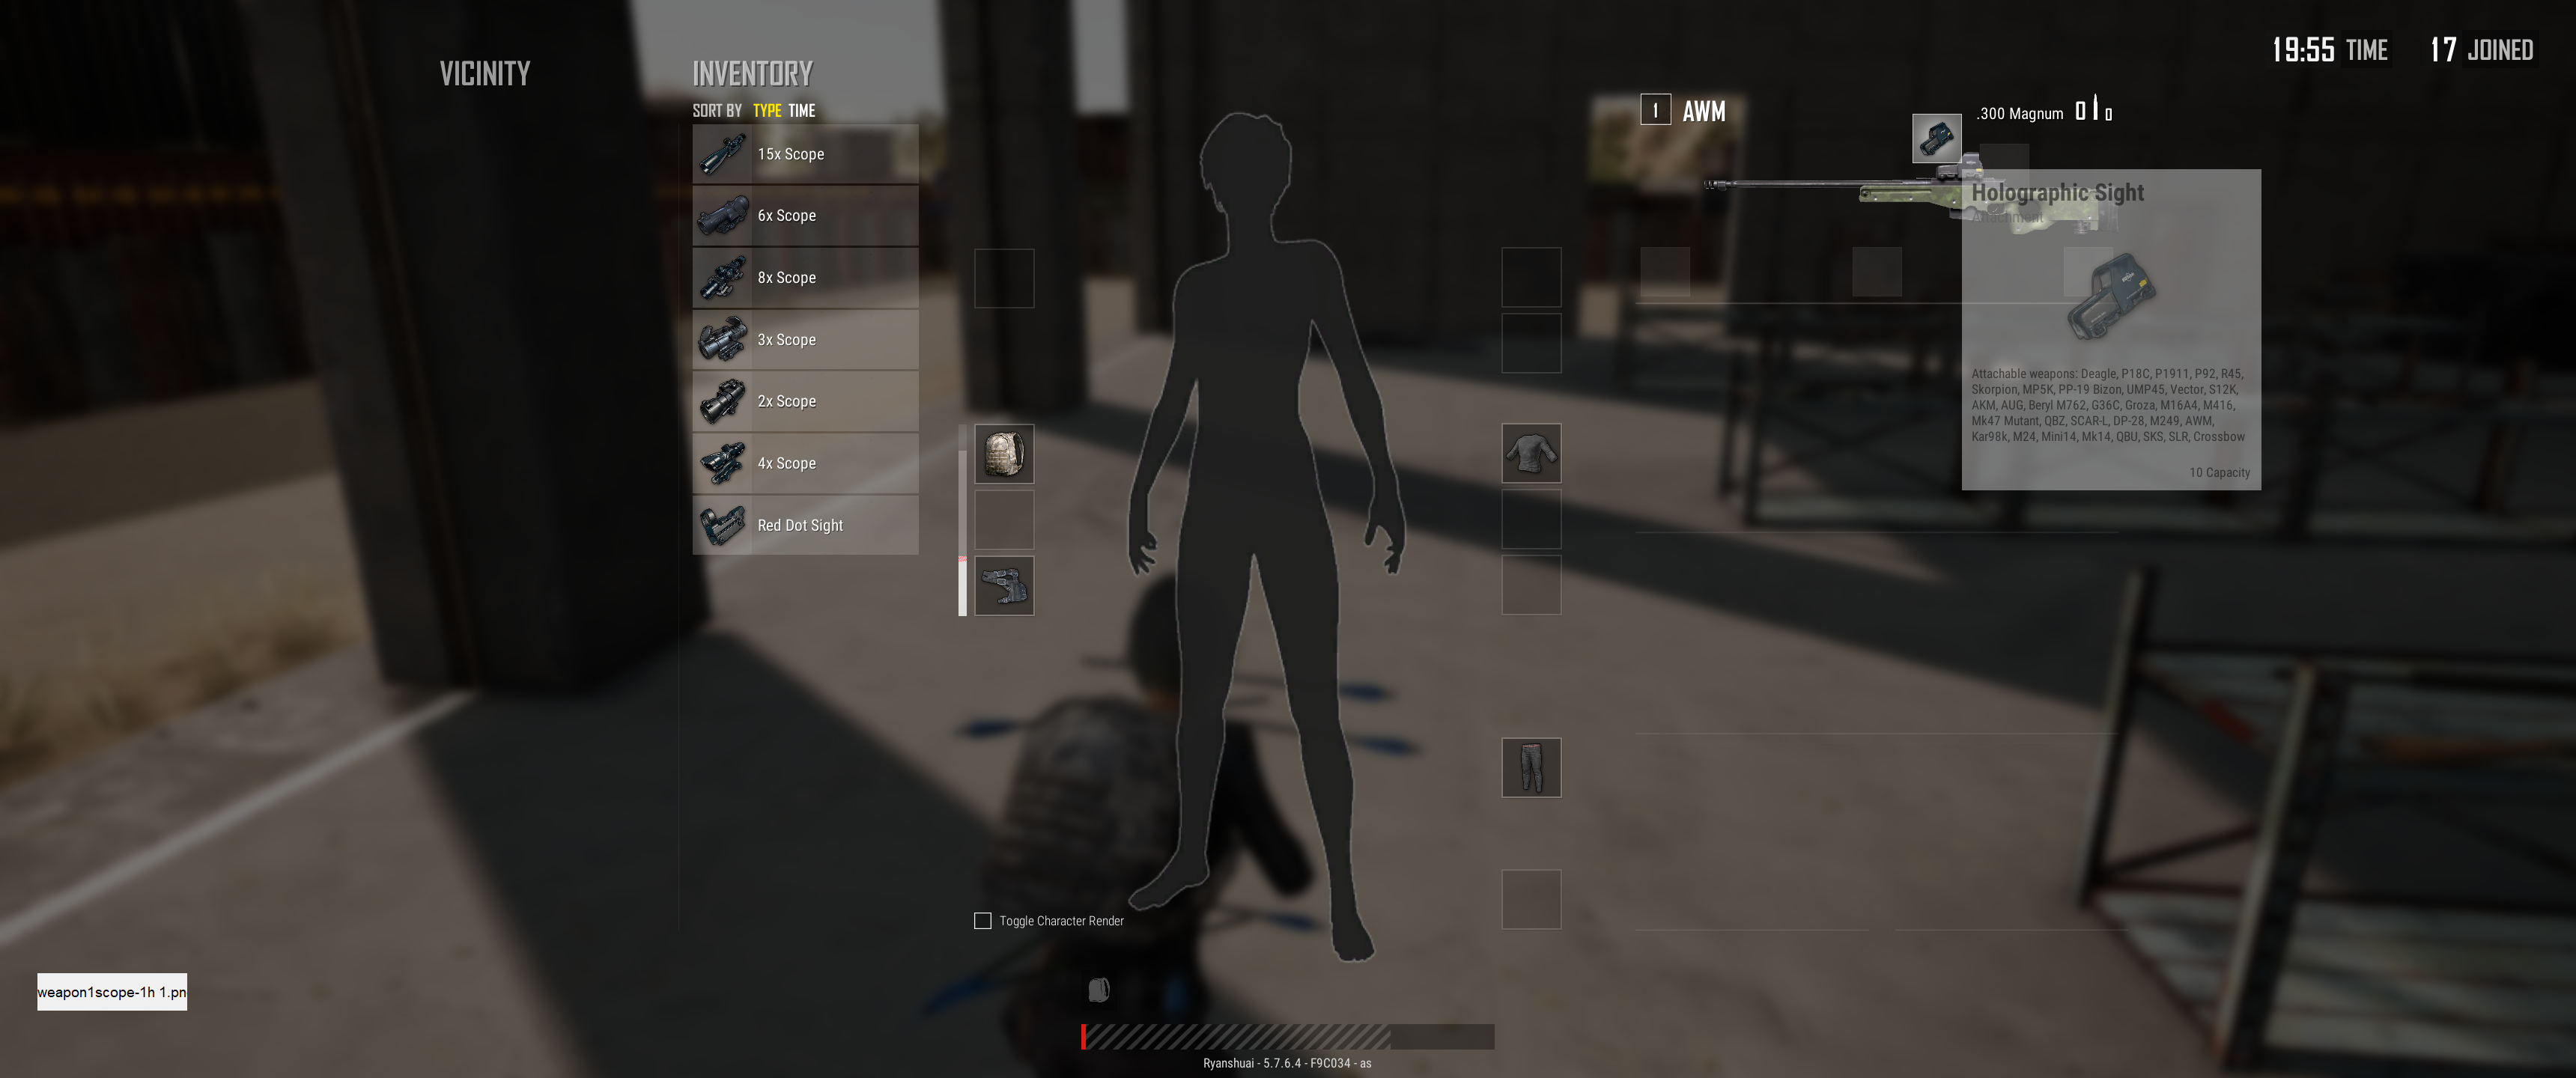 19:55 TIME 17 JOINED
VICINITY
INVENTORY
SORT BY TYPE TIME
15x Scope
6x Scope
8x Scope
3x Scope
2x Scope
4x Scope
Red Dot Sight
1 AWM
.300 Magnum 0 0
Holographic Sight
Attachment
Attachable weapons: Deagle, P18C, P1911, P92, R45,
Skorpion, MP5K, PP-19 Bizon, UMP45, Vector, S12K,
AKM, AUG, Beryl M762, G36C, Groza, M16A4, M416,
Mk47 Mutant, QBZ, SCAR-L, DP-28, M249, AWM,
Kar98k, M24, Mini14, Mk14, QBU, SKS, SLR, Crossbow
10 Capacity
Toggle Character Render
weapon1scope-1h 1.pn
Ryanshuai - 5.7.6.4 - F9C034 - as